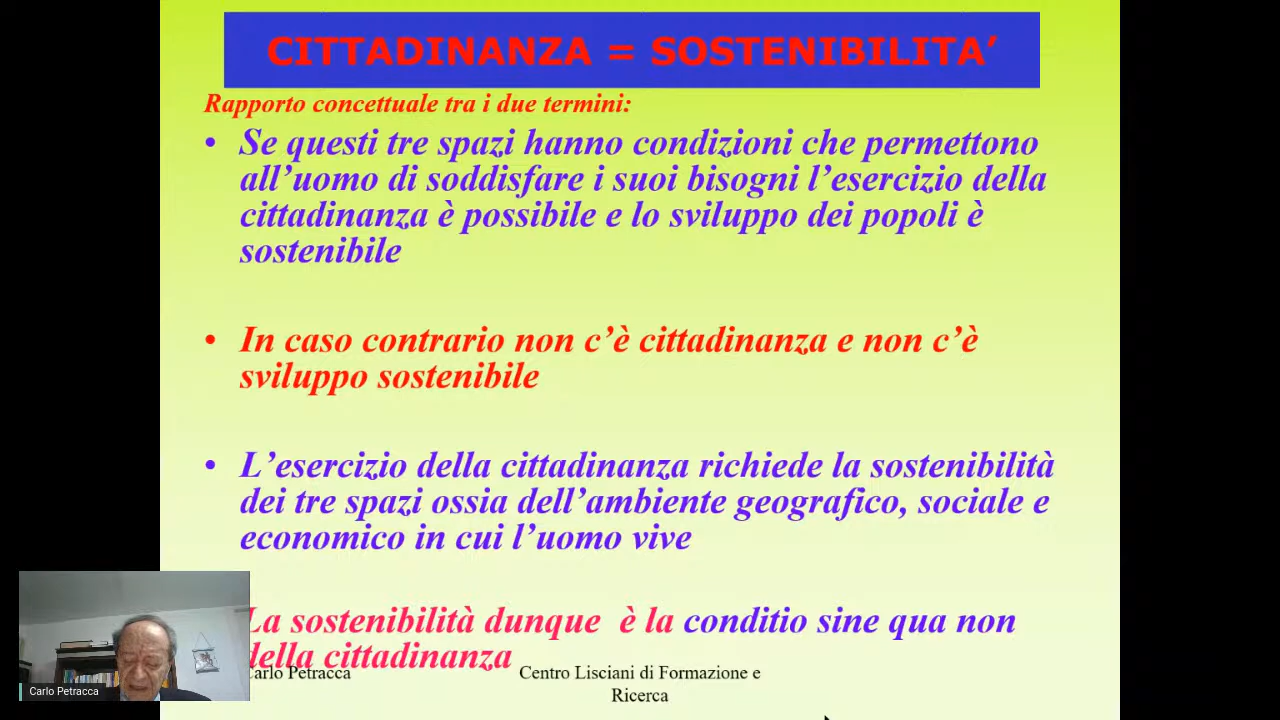 CITTADINANZA = SOSTENIBILITA’
Rapporto concettuale tra i due termini:
• Se questi tre spazi hanno condizioni che permettono
all’uomo di soddisfare i suoi bisogni l’esercizio della
cittadinanza è possibile e lo sviluppo dei popoli è
sostenibile
• In caso contrario non c’è cittadinanza e non c’è
sviluppo sostenibile
• L’esercizio della cittadinanza richiede la sostenibilità
dei tre spazi ossia dell’ambiente geografico, sociale e
economico in cui l’uomo vive
La sostenibilità dunque è la conditio sine qua non
della cittadinanza
Carlo Petracca
Centro Lisciani di Formazione e
Ricerca
Carlo Petracca